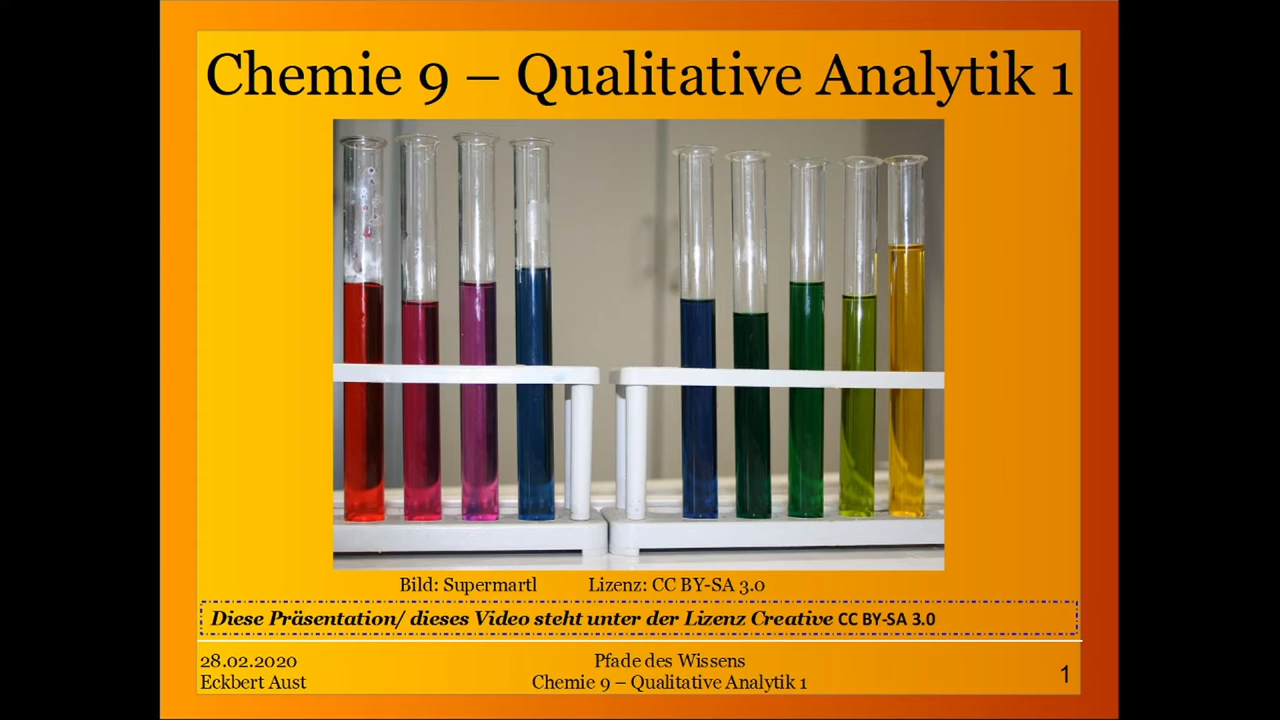 Chemie 9 – Qualitative Analytik 1
Bild: Supermartl Lizenz: CC BY-SA 3.0
Diese Präsentation/ dieses Video steht unter der Lizenz Creative CC BY-SA 3.0
28.02.2020
Eckbert Aust
Pfade des Wissens
Chemie 9 – Qualitative Analytik 1
1